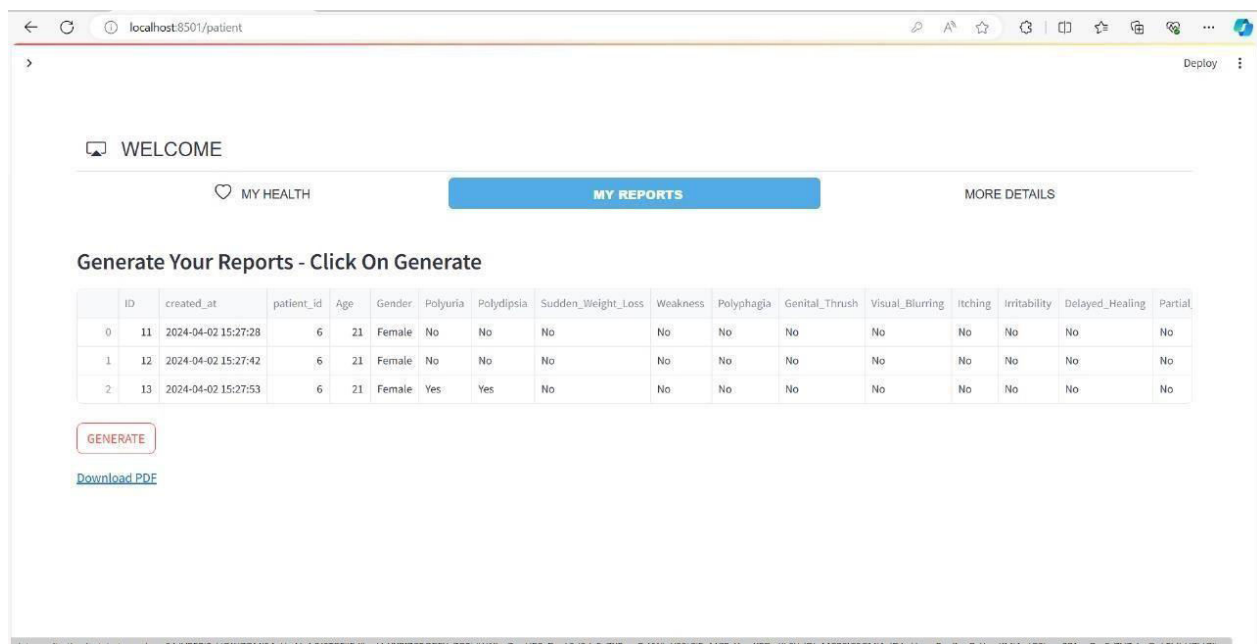 localhost:8501/patient
Deploy
WELCOME
MY HEALTH MY REPORTS MORE DETAILS
Generate Your Reports - Click On Generate
ID created_at patient_id Age Gender Polyuria Polydipsia Sudden_Weight_Loss Weakness Polyphagia Genital_Thrush Visual_Blurring Itching Irritability Delayed_Healing Partial_
0 11 2024-04-02 15:27:28 6 21 Female No No No No No No No No No No No
1 12 2024-04-02 15:27:42 6 21 Female No No No No No No No No No No No
2 13 2024-04-02 15:27:53 6 21 Female Yes Yes No No No No No No No No No
GENERATE
Download PDF